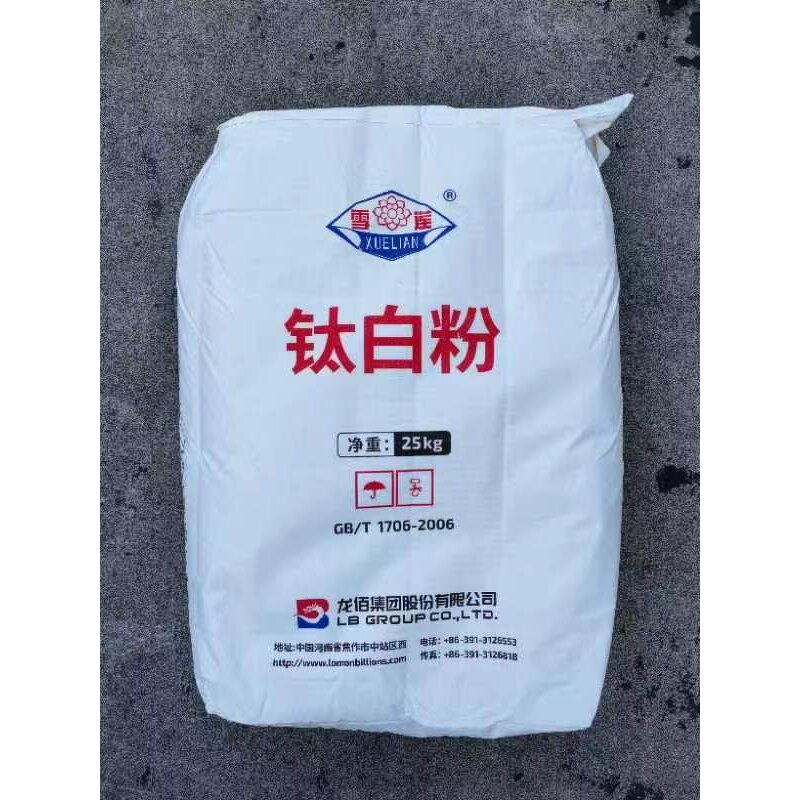 雪莲®
XUELIAN
钛白粉
净重: 25kg
GB/T 1706-2006
龙佰集团股份有限公司
LB GROUP CO.,LTD.
地址:中国河南省焦作市中站区西 电话: +86-391-3126553
http://www.lomonbillions.com 传真: +86-391-3126818